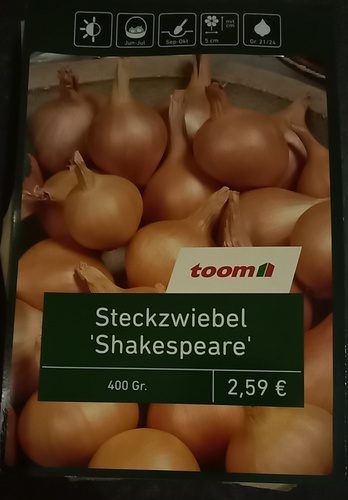 Jun-Jul
Sep-Okt
5 cm
Gr. 21/24
toom
Steckzwiebel
'Shakespeare'
400 Gr.
2,59 €